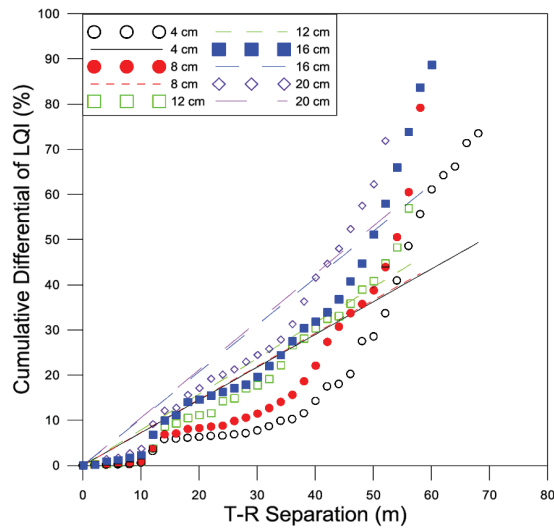 100
90
80
70
60
50
40
30
20
10
0
Cumulative Differential of LQI (%)
4 cm
4 cm
8 cm
8 cm
12 cm
12 cm
16 cm
16 cm
20 cm
20 cm
0 10 20 30 40 50 60 70 80
T-R Separation (m)